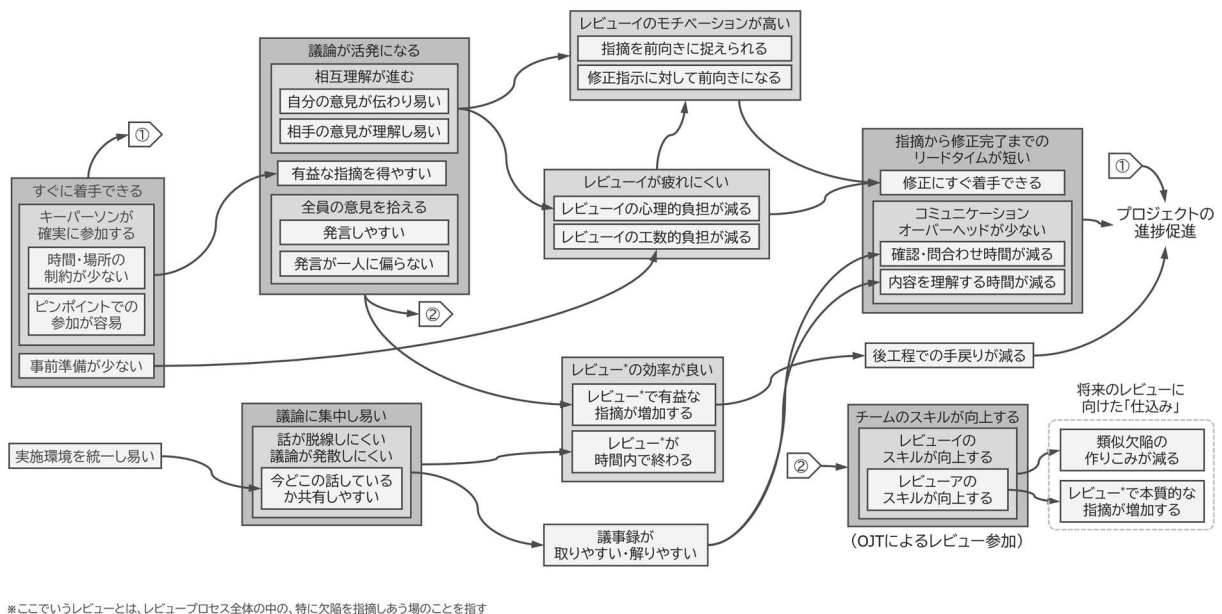 ①
すぐに着手できる
キーパーソンが
確実に参加する
時間・場所の
制約が少ない
ピンポイントでの
参加が容易
事前準備が少ない
実施環境を統一し易い
議論が活発になる
相互理解が進む
自分の意見が伝わり易い
相手の意見が理解し易い
有益な指摘を得やすい
全員の意見を拾える
発言しやすい
発言が一人に偏らない
②
議論に集中し易い
話が脱線しにくい
議論が発散しにくい
今どこの話している
か共有しやすい
レビューイのモチベーションが高い
指摘を前向きに捉えられる
修正指示に対して前向きになる
レビューイが疲れにくい
レビューイの心理的負担が減る
レビューイの工数的負担が減る
レビュー*の効率が良い
レビュー*で有益な
指摘が増加する
レビュー*が
時間内で終わる
議事録が
取りやすい・解りやすい
指摘から修正完了までの
リードタイムが短い
修正にすぐ着手できる
コミュニケーション
オーバーヘッドが少ない
確認・問合わせ時間が減る
内容を理解する時間が減る
後工程での手戻りが減る
①
プロジェクトの
進捗促進
②
チームのスキルが向上する
レビューイの
スキルが向上する
レビューアの
スキルが向上する
(OJTによるレビュー参加)
将来のレビューに
向けた「仕込み」
類似欠陥の
作りこみが減る
レビュー*で本質的な
指摘が増加する
※ここでいうレビューとは、レビュープロセス全体の中の、特に欠陥を指摘しあう場のことを指す